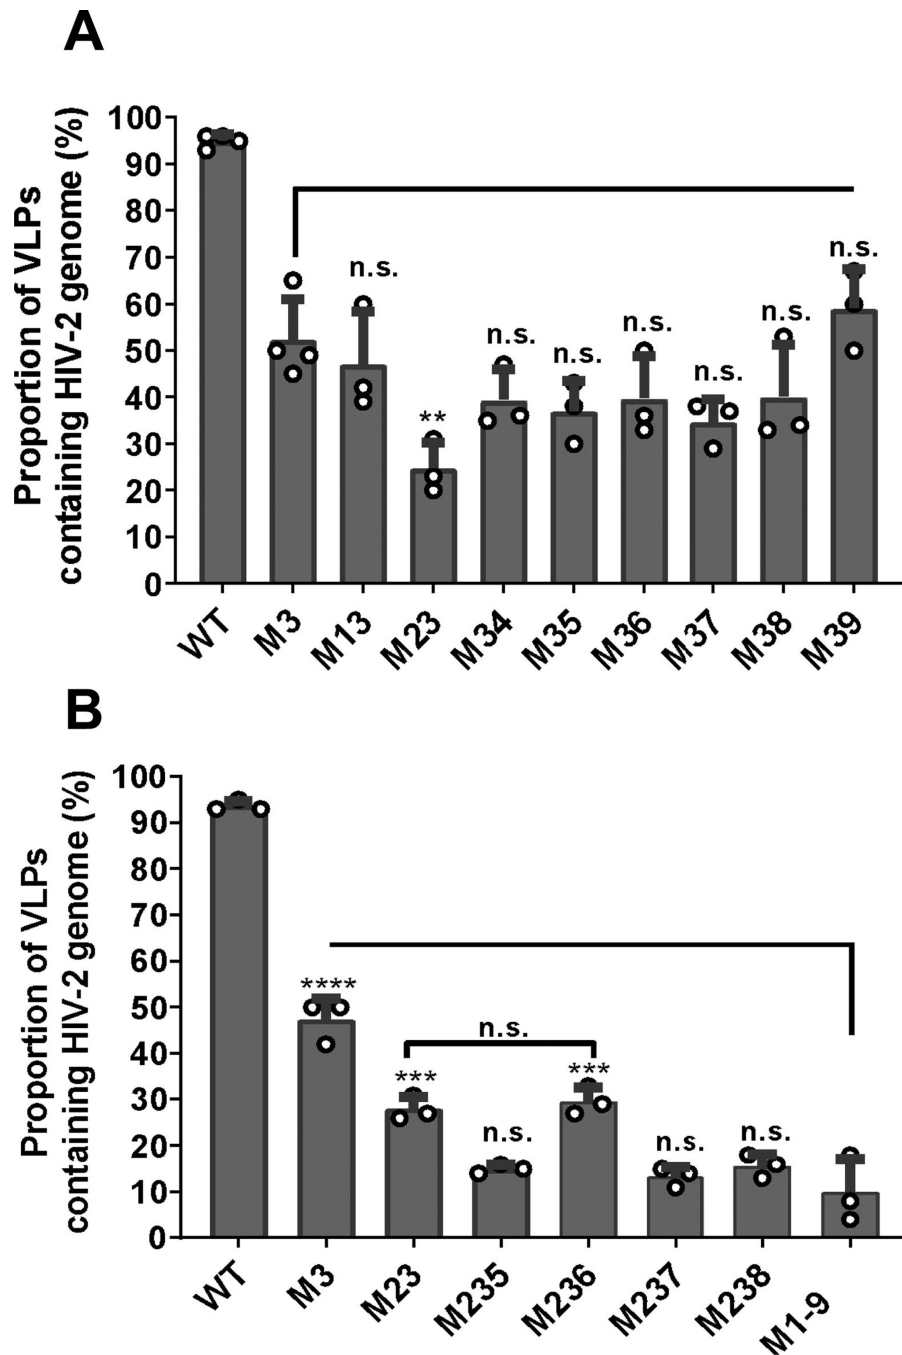 A
Proportion of VLPs
containing HIV-2 genome (%)
100
90
80
70
60
50
40
30
20
10
0
n.s.
**
n.s.
n.s.
n.s.
n.s.
n.s.
n.s.
WT
M3
M13
M23
M34
M35
M36
M37
M38
M39
B
Proportion of VLPs
containing HIV-2 genome (%)
100
90
80
70
60
50
40
30
20
10
0
****
***
n.s.
n.s.
***
n.s.
n.s.
WT
M3
M23
M235
M236
M237
M238
M1-9